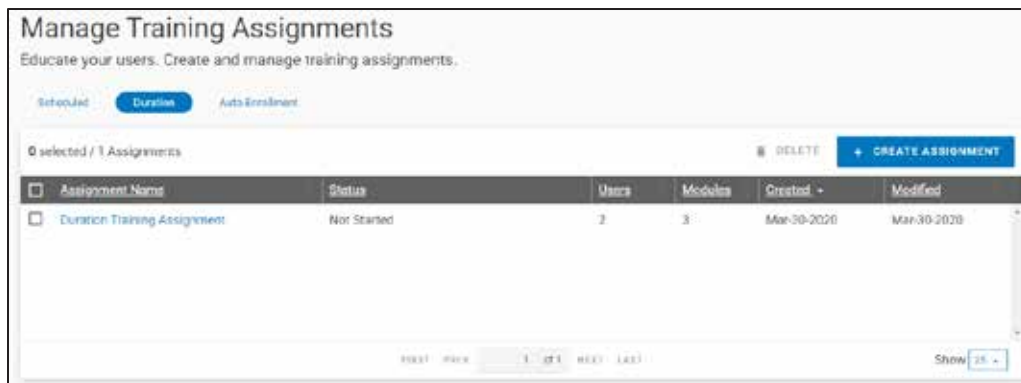 Manage Training Assignments
Educate your users. Create and manage training assignments.
Scheduled Duration Auto Enrollment
0 selected / 1 Assignments DELETE + CREATE ASSIGNMENT
Assignment Name Status Users Modules Created Modified
Duration Training Assignment Not Started 2 3 Mar-30-2020 Mar-30-2020
FIRST PREV 1 of 1 NEXT LAST Show 25